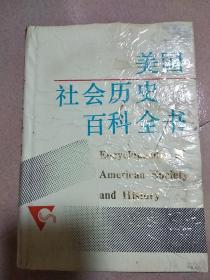 美国
社会历史
百科全书
Encyclopedia of
American Society
and History